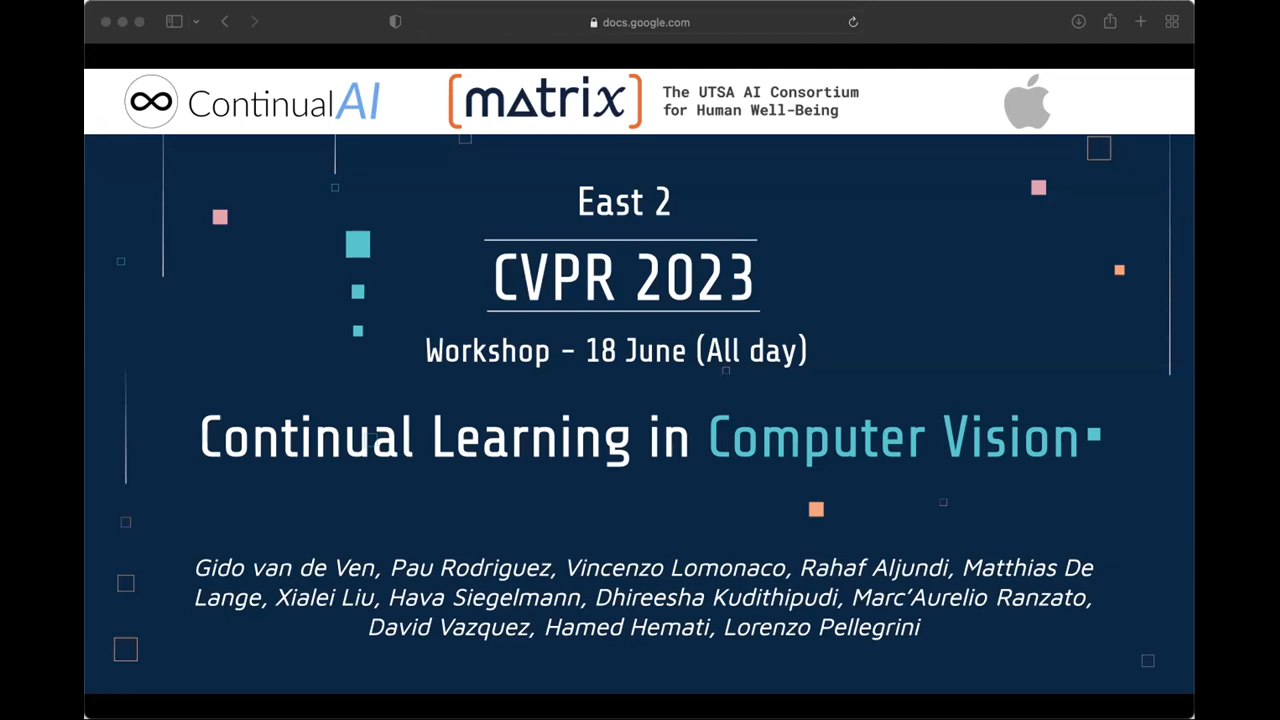 docs.google.com
ContinualAI
[matrix]
The UTSA AI Consortium
for Human Well-Being
East 2
CVPR 2023
Workshop - 18 June (All day)
Continual Learning in Computer Vision
Gido van de Ven, Pau Rodriguez, Vincenzo Lomonaco, Rahaf Aljundi, Matthias De
Lange, Xialei Liu, Hava Siegelmann, Dhireesha Kudithipudi, Marc’Aurelio Ranzato,
David Vazquez, Hamed Hemati, Lorenzo Pellegrini